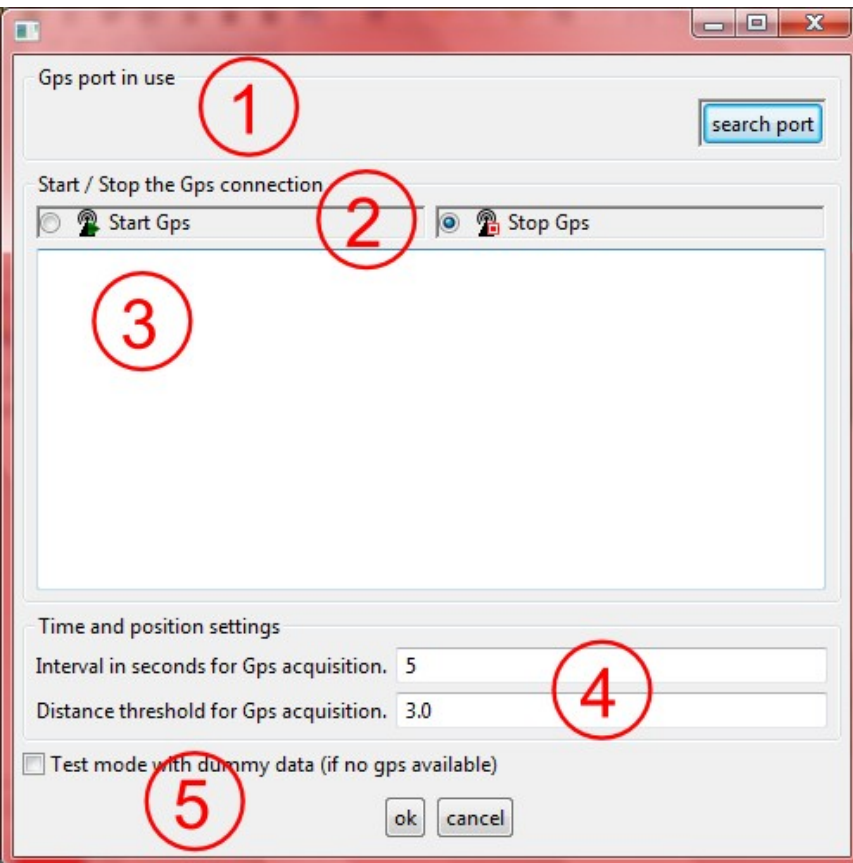 Gps port in use
1
search port
Start / Stop the Gps connection
2
Start Gps
Stop Gps
3
Time and position settings
Interval in seconds for Gps acquisition. 5
4
Distance threshold for Gps acquisition. 3.0
Test mode with dummy data (if no gps available)
5
ok cancel